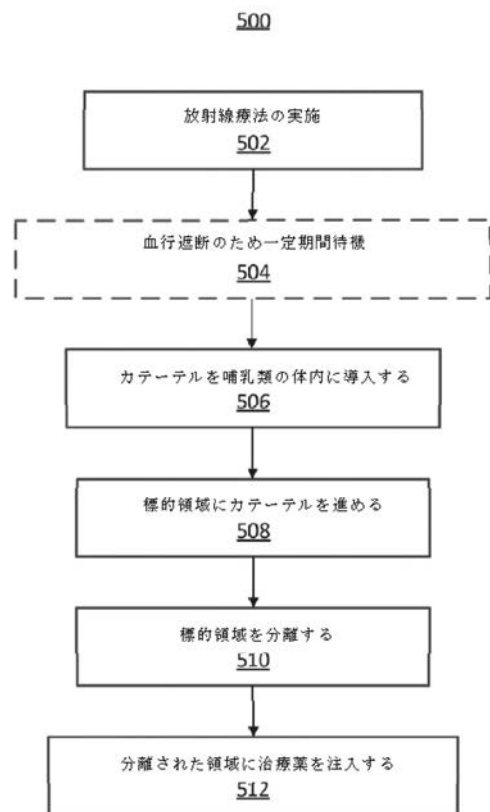 500
放射線療法の実施
502
血行遮断のため一定期間待機
504
カテーテルを哺乳類の体内に導入する
506
標的領域にカテーテルを進める
508
標的領域を分離する
510
分離された領域に治療薬を注入する
512